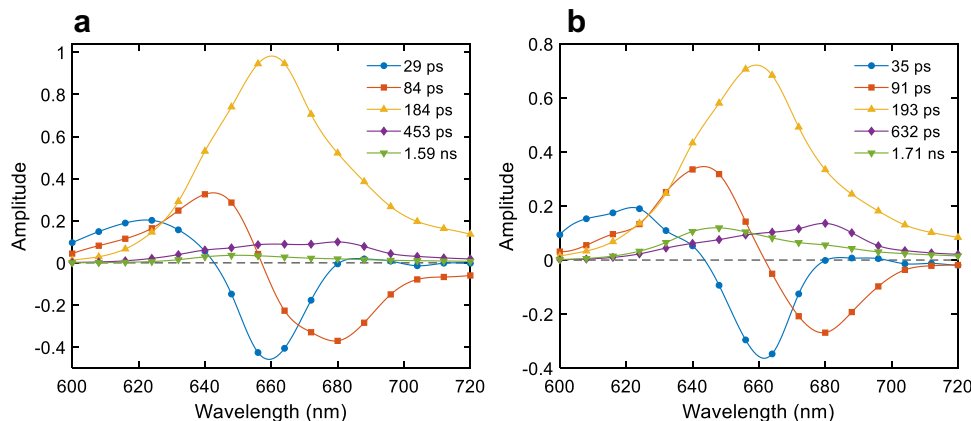 a
1
0.8
0.6
0.4
0.2
0
-0.2
-0.4
Amplitude
29 ps
84 ps
184 ps
453 ps
1.59 ns
600 620 640 660 680 700 720
Wavelength (nm)
b
0.8
0.6
0.4
0.2
0
-0.2
-0.4
Amplitude
35 ps
91 ps
193 ps
632 ps
1.71 ns
600 620 640 660 680 700 720
Wavelength (nm)